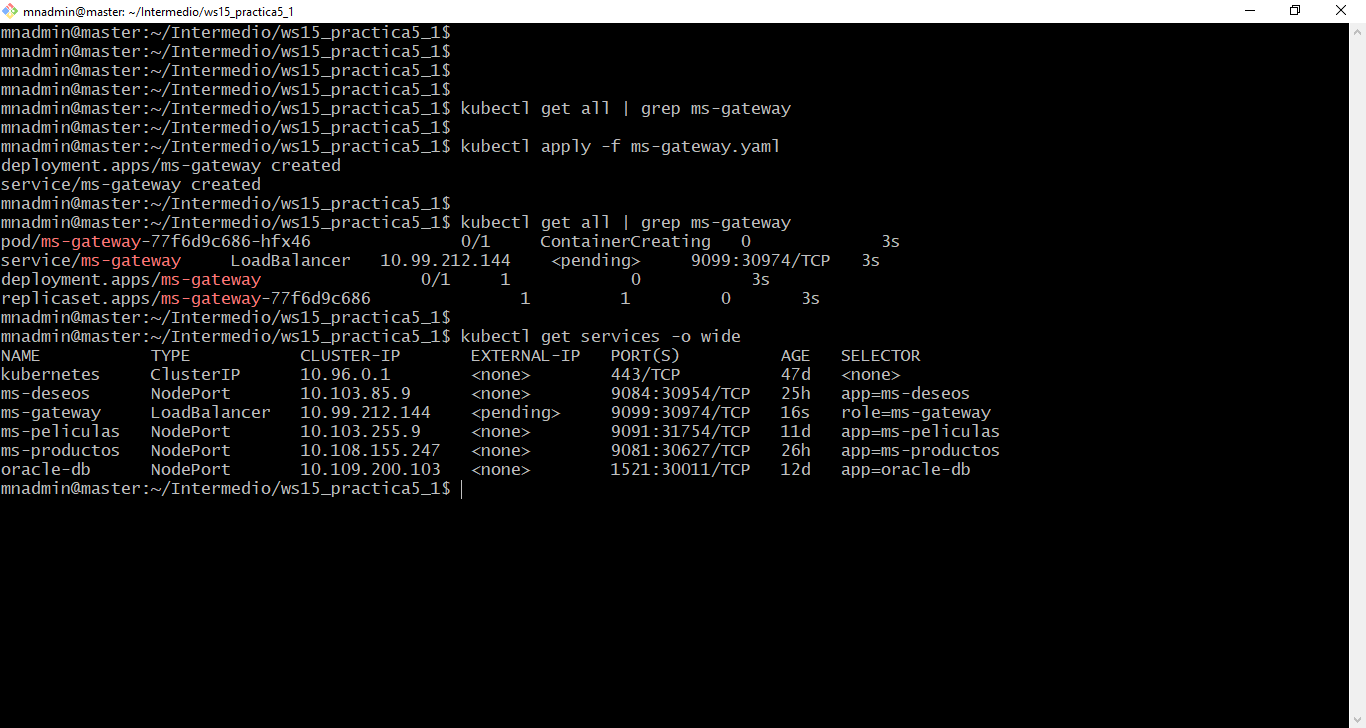 mnadmin@master: ~/Intermedio/ws15_practica5_1
mnadmin@master:~/Intermedio/ws15_practica5_1$
mnadmin@master:~/Intermedio/ws15_practica5_1$
mnadmin@master:~/Intermedio/ws15_practica5_1$
mnadmin@master:~/Intermedio/ws15_practica5_1$
mnadmin@master:~/Intermedio/ws15_practica5_1$ kubectl get all | grep ms-gateway
mnadmin@master:~/Intermedio/ws15_practica5_1$
mnadmin@master:~/Intermedio/ws15_practica5_1$ kubectl apply -f ms-gateway.yaml
deployment.apps/ms-gateway created
service/ms-gateway created
mnadmin@master:~/Intermedio/ws15_practica5_1$
mnadmin@master:~/Intermedio/ws15_practica5_1$ kubectl get all | grep ms-gateway
pod/ms-gateway-77f6d9c686-hfx46               0/1     ContainerCreating   0             3s
service/ms-gateway     LoadBalancer   10.99.212.144    <pending>     9099:30974/TCP   3s
deployment.apps/ms-gateway                0/1     1            0           3s
replicaset.apps/ms-gateway-77f6d9c686               1         1         0       3s
mnadmin@master:~/Intermedio/ws15_practica5_1$
mnadmin@master:~/Intermedio/ws15_practica5_1$ kubectl get services -o wide
NAME           TYPE           CLUSTER-IP       EXTERNAL-IP   PORT(S)          AGE   SELECTOR
kubernetes     ClusterIP      10.96.0.1        <none>        443/TCP          47d   <none>
ms-deseos      NodePort       10.103.85.9      <none>        9084:30954/TCP   25h   app=ms-deseos
ms-gateway     LoadBalancer   10.99.212.144    <pending>     9099:30974/TCP   16s   role=ms-gateway
ms-peliculas   NodePort       10.103.255.9     <none>        9091:31754/TCP   11d   app=ms-peliculas
ms-productos   NodePort       10.108.155.247   <none>        9081:30627/TCP   26h   app=ms-productos
oracle-db      NodePort       10.109.200.103   <none>        1521:30011/TCP   12d   app=oracle-db
mnadmin@master:~/Intermedio/ws15_practica5_1$